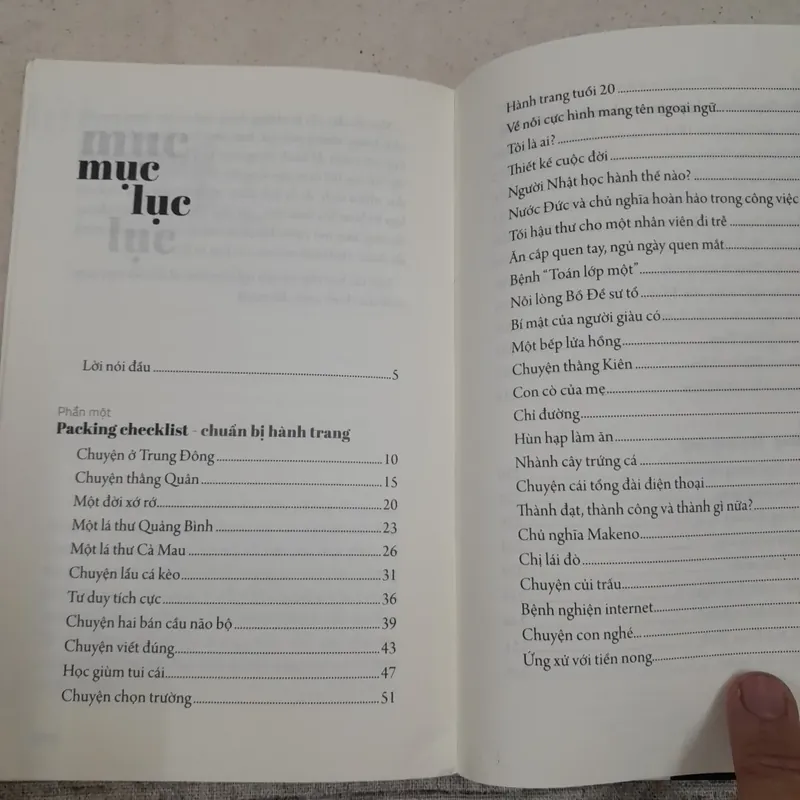 mục
lục
Lời nói đầu 5
Phần một
Packing checklist - chuẩn bị hành trang
Chuyện ở Trung Đông 10
Chuyện thằng Quân 15
Một đời xớ rớ 20
Một lá thư Quảng Bình 23
Một lá thư Cà Mau 26
Chuyện lẩu cá kèo 31
Tư duy tích cực 36
Chuyện hai bán cầu não bộ 39
Chuyện viết đúng 43
Học giùm tui cái 47
Chuyện chọn trường 51
Hành trang tuổi 20
Về nỗi cực hình mang tên ngoại ngữ
Tôi là ai?
Thiết kế cuộc đời
Người Nhật học hành thế nào?
Nước Đức và chủ nghĩa hoàn hảo trong công việc
Tối hậu thư cho một nhân viên đi trễ
Ăn cắp quen tay, ngủ ngày quen mắt
Bệnh “Toán lớp một”
Nỗi lòng Bồ Đề sư tổ
Bí mật của người giàu có
Một bếp lửa hồng
Chuyện thằng Kiên
Con cò của mẹ
Chỉ đường
Hùn hạp làm ăn
Nhành cây trứng cá
Chuyện cái tổng đài điện thoại
Thành đạt, thành công và thành gì nữa?
Chủ nghĩa Makeno
Chị lái đò
Chuyện củi trấu
Bệnh nghiện internet
Chuyện con nghé
Ứng xử với tiền nong